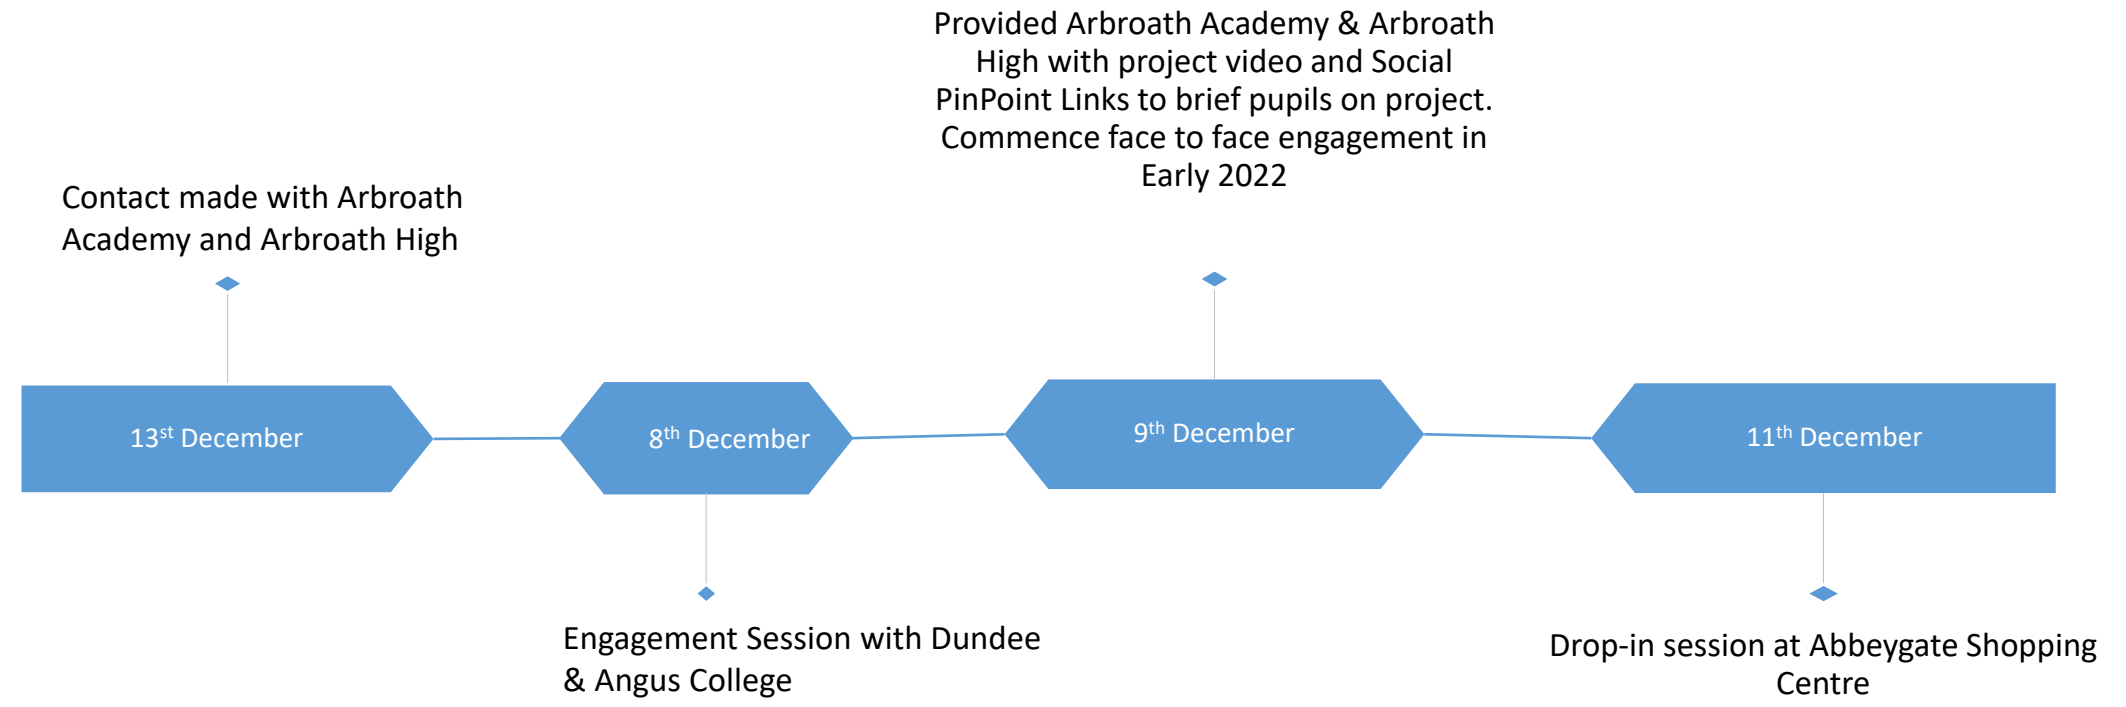 Provided Arbroath Academy & Arbroath
High with project video and Social
PinPoint Links to brief pupils on project.
Commence face to face engagement in
Early 2022
Contact made with Arbroath
Academy and Arbroath High
13st December
8th December
9th December
11th December
Engagement Session with Dundee
& Angus College
Drop-in session at Abbeygate Shopping
Centre